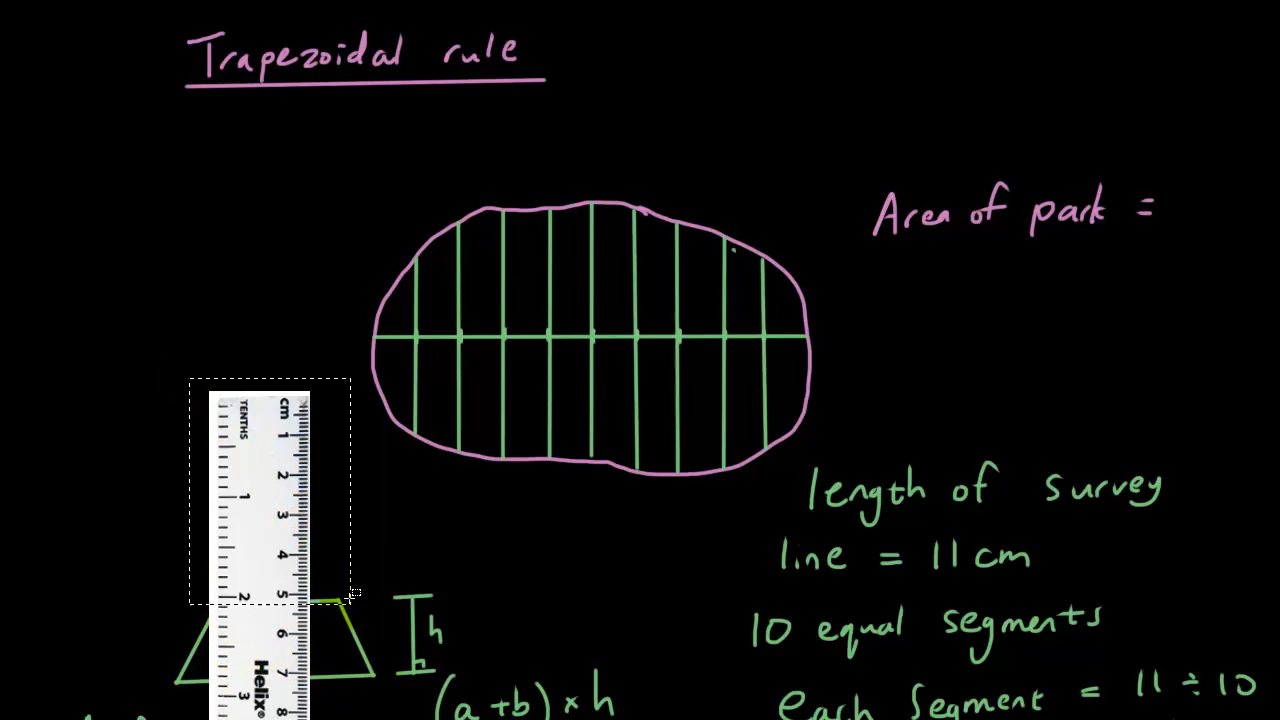 Trapezoidal rule
Area of park =
TENTHS cm
1
2
3
4
5
6
7
8
1
2
3
Helix®
length of survey
line = 11 cm
10 equal segments
each segment = 11 ÷ 10
h
h
(a+b) × h